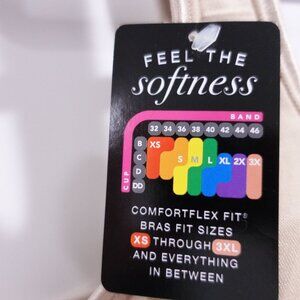 FEEL THE
softness
BAND
32 34 36 38 40 42 44 46
CUP
B XS
C S M L XL 2X 3X
D
DD
COMFORTFLEX FIT®
BRAS FIT SIZES
XS THROUGH 3XL
AND EVERYTHING
IN BETWEEN